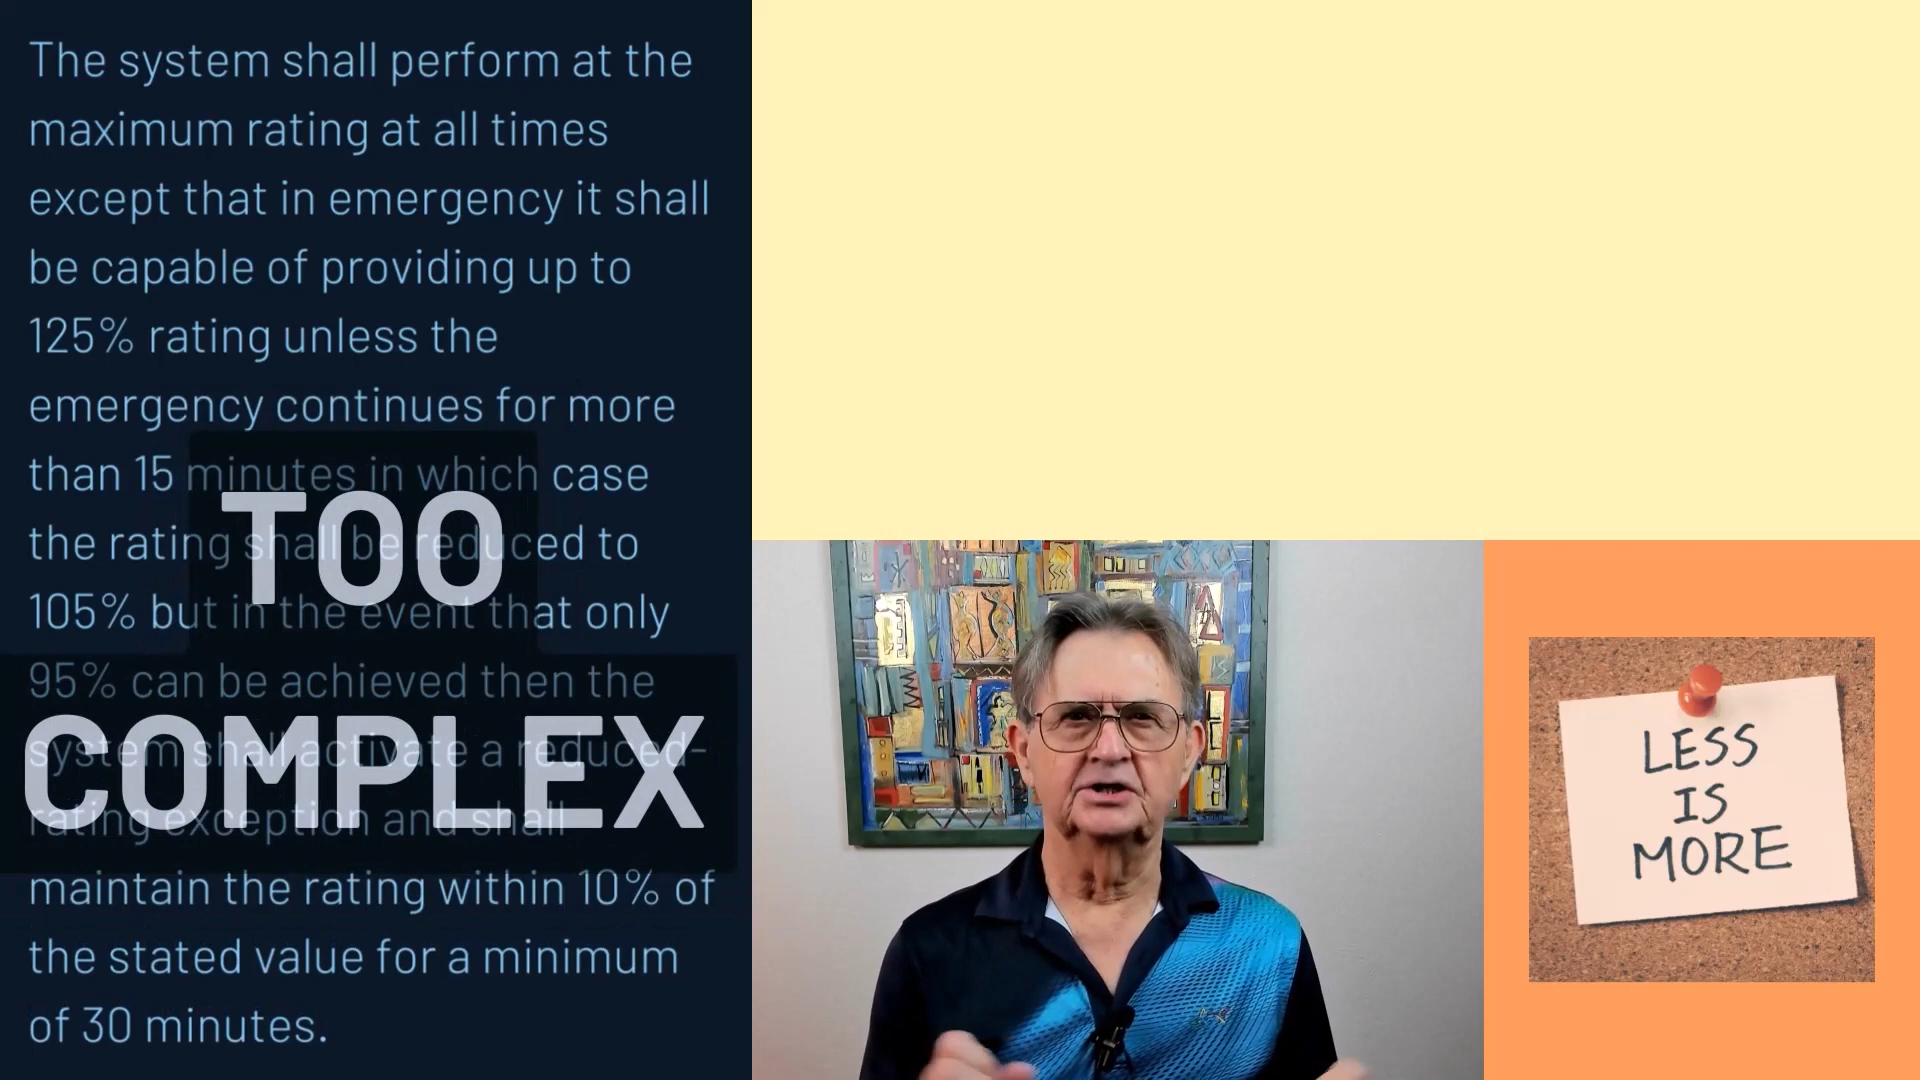 The system shall perform at the
maximum rating at all times
except that in emergency it shall
be capable of providing up to
125% rating unless the
emergency continues for more
than 15 minutes in which case
the rating shall be reduced to
105% but in the event that only
95% can be achieved then the
system shall activate a reduced-
rating exception and shall
maintain the rating within 10% of
the stated value for a minimum
of 30 minutes.
TOO
COMPLEX
LESS
IS
MORE